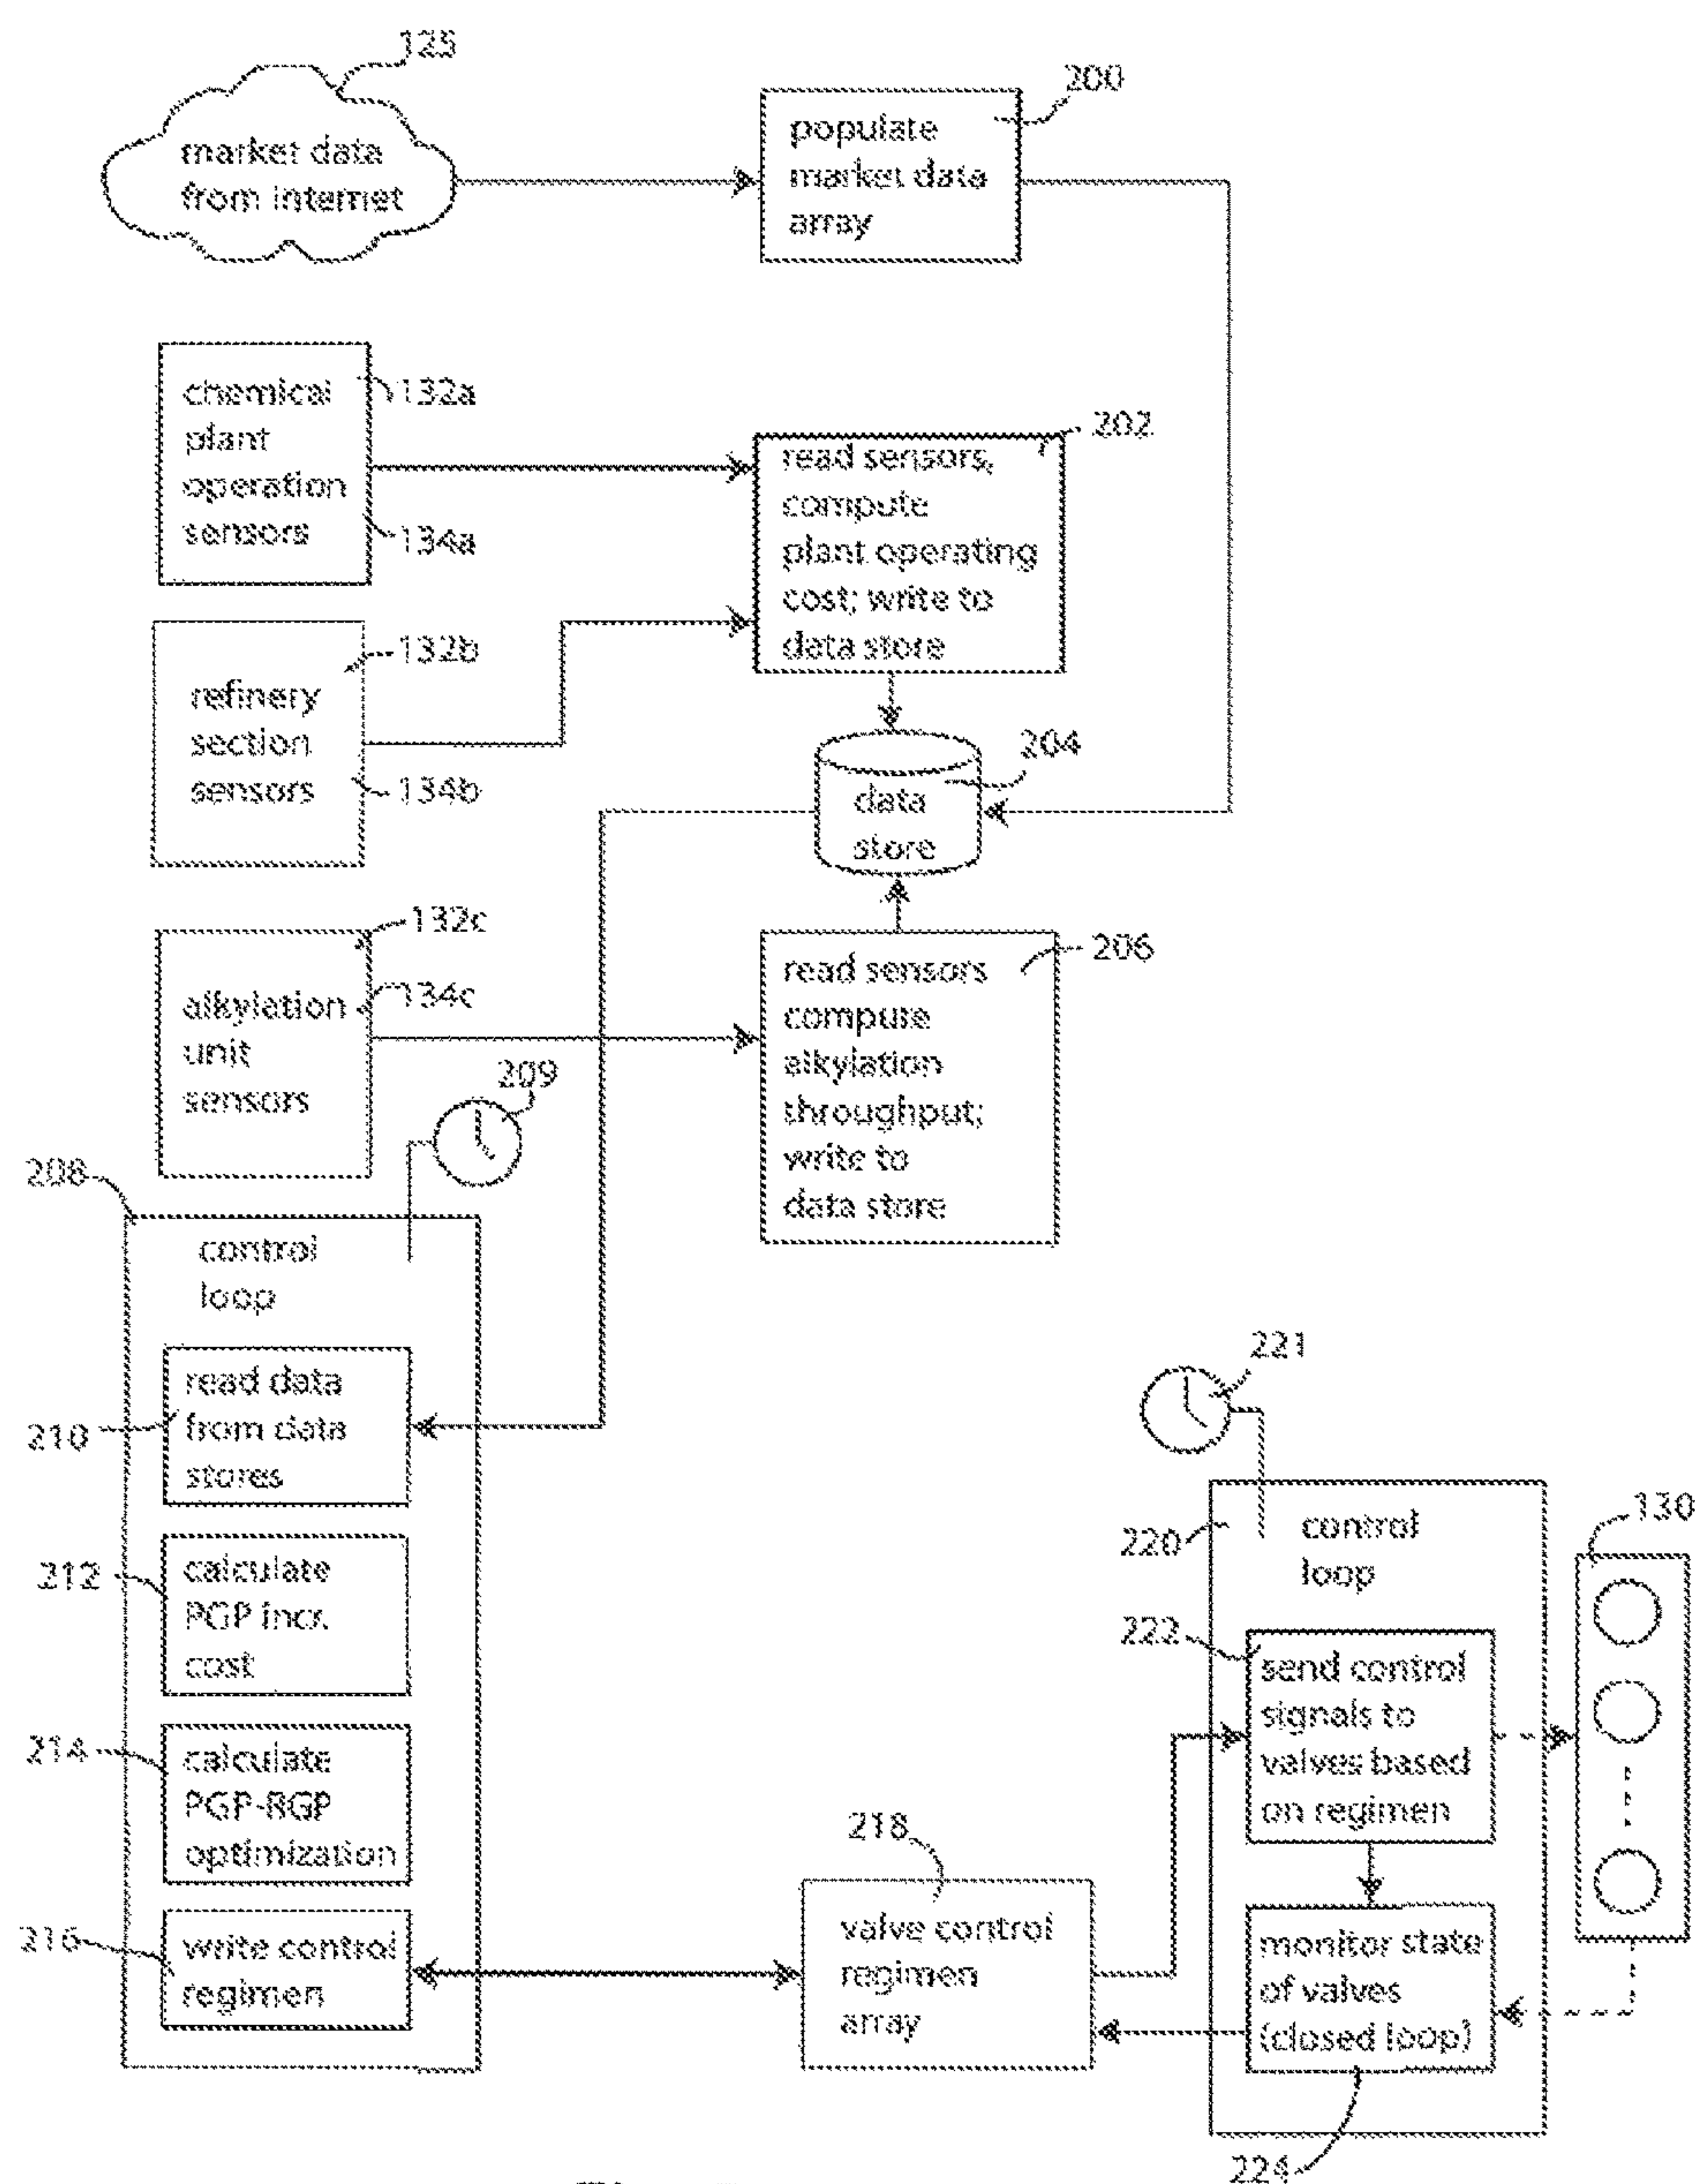 125
market data
from internet
200
populate
market data
array
chemical
plant
operation
sensors
132a
134a
202
read sensors,
compute
plant operating
cost; write to
data store
132b
refinery
section
sensors
134b
204
data
store
132c
134c
alkylation
unit
sensors
206
read sensors
compute
alkylation
throughput;
write to
data store
209
208
control
loop
210
read data
from data
stores
212
calculate
PGP incr.
cost
214
calculate
PGP-RGP
optimization
216
write control
regimen
218
valve control
regimen
array
221
220
control
loop
130
222
send control
signals to
valves based
on regimen
monitor state
of valves
(closed loop)
224